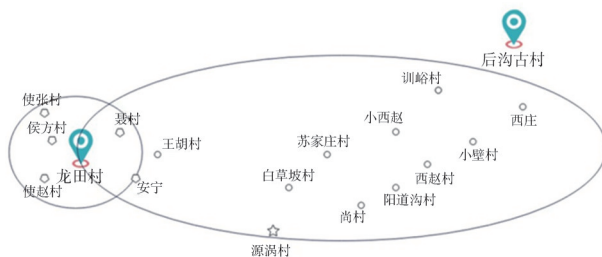 后沟古村
训峪村
使张村
西庄
聂村
小西赵
侯方村
王胡村
苏家庄村
小壁村
龙田村
西赵村
使赵村
安宁
白草坡村
阳道沟村
尚村
源涡村